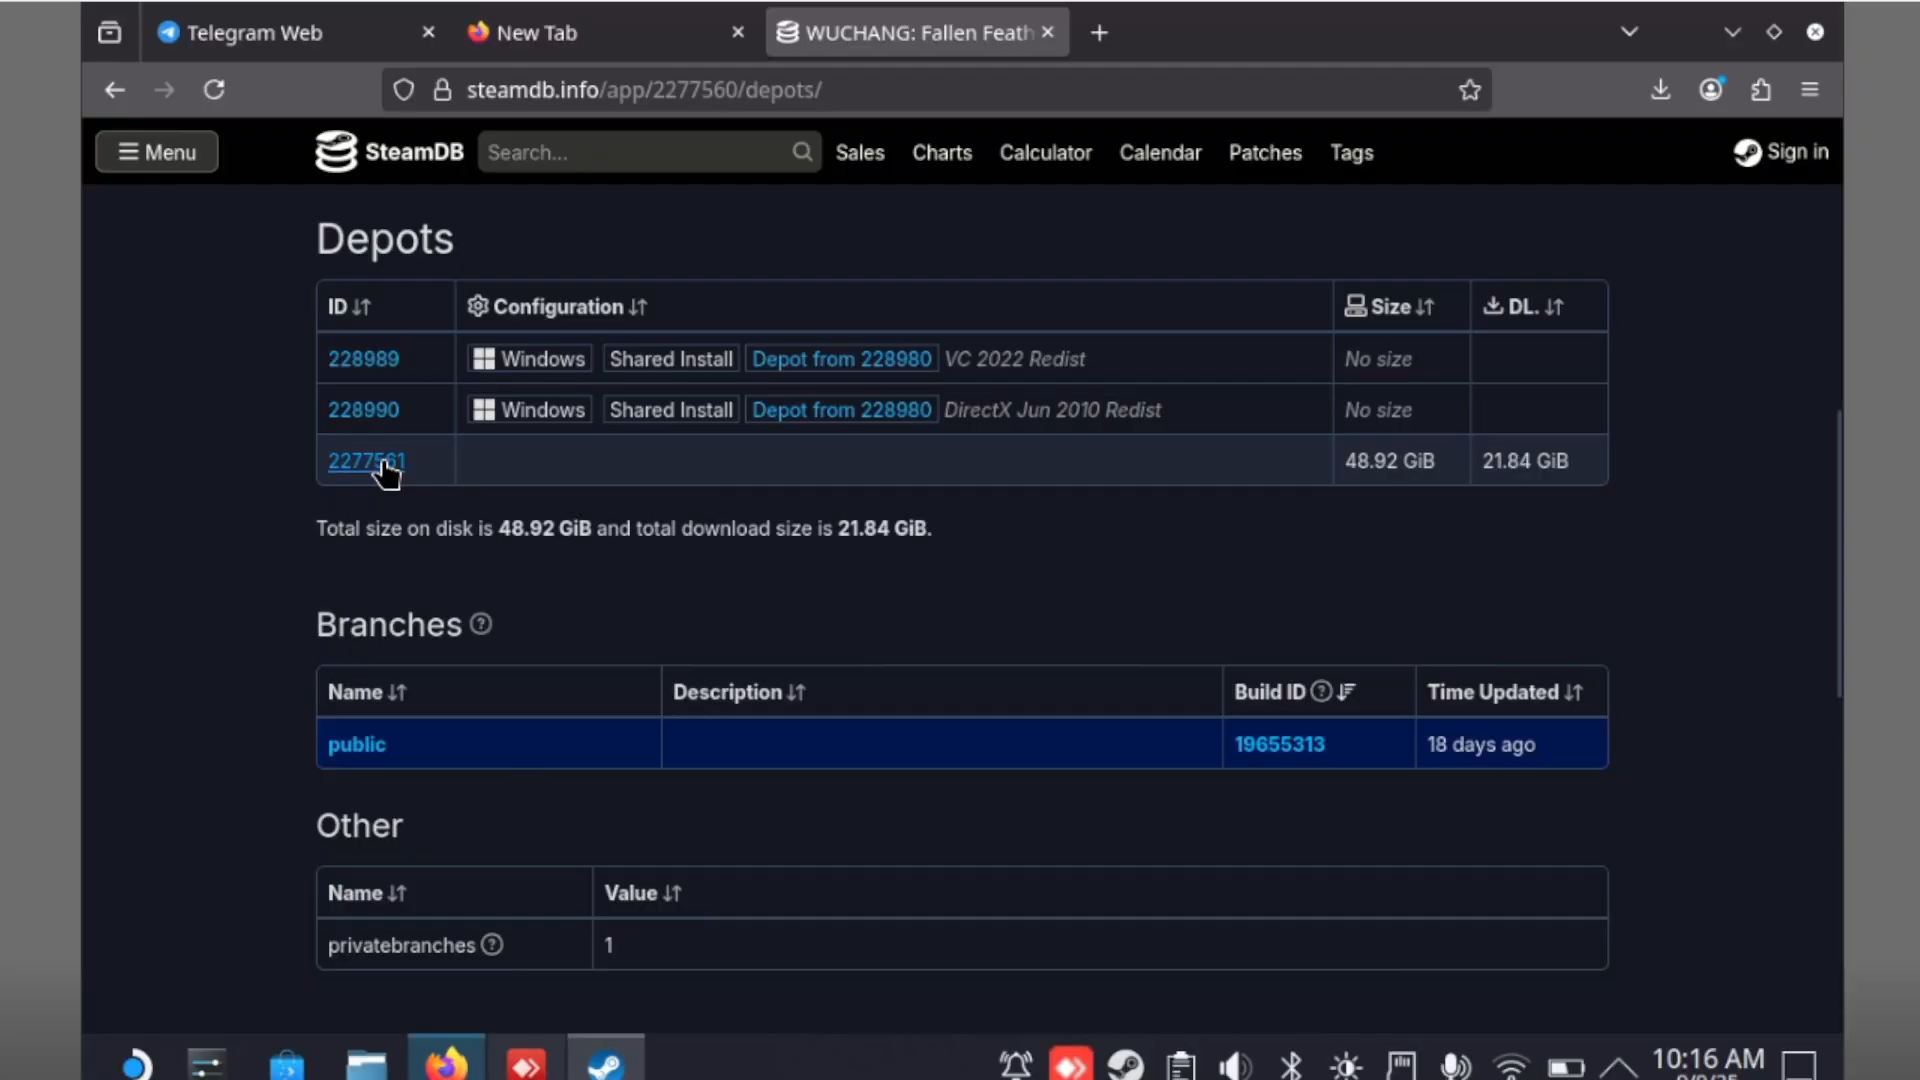 Telegram Web
New Tab
WUCHANG: Fallen Feath
steamdb.info/app/2277560/depots/
Menu
SteamDB
Search...
Sales
Charts
Calculator
Calendar
Patches
Tags
Sign in
Depots
ID
Configuration
Size
DL.
228989
Windows
Shared Install
Depot from 228980
VC 2022 Redist
No size
228990
Windows
Shared Install
Depot from 228980
DirectX Jun 2010 Redist
No size
2277561
48.92 GiB
21.84 GiB
Total size on disk is 48.92 GiB and total download size is 21.84 GiB.
Branches
Name
Description
Build ID
Time Updated
public
19655313
18 days ago
Other
Name
Value
privatebranches
1
10:16 AM